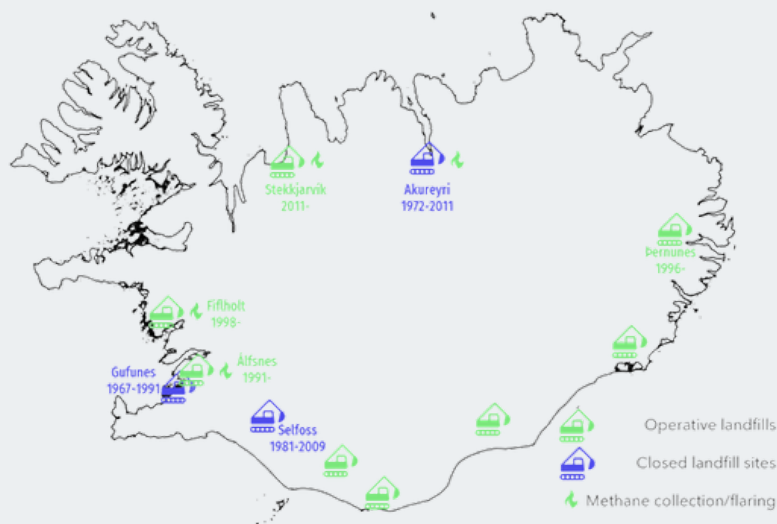 Stekkjarvik
2011-
Akureyri
1972-2011
Þernunes
1996-
Fiflholt
1998-
Álfsnes
1991-
Gufunes
1967-1991
Selfoss
1981-2009
Operative landfills
Closed landfill sites
Methane collection/flaring